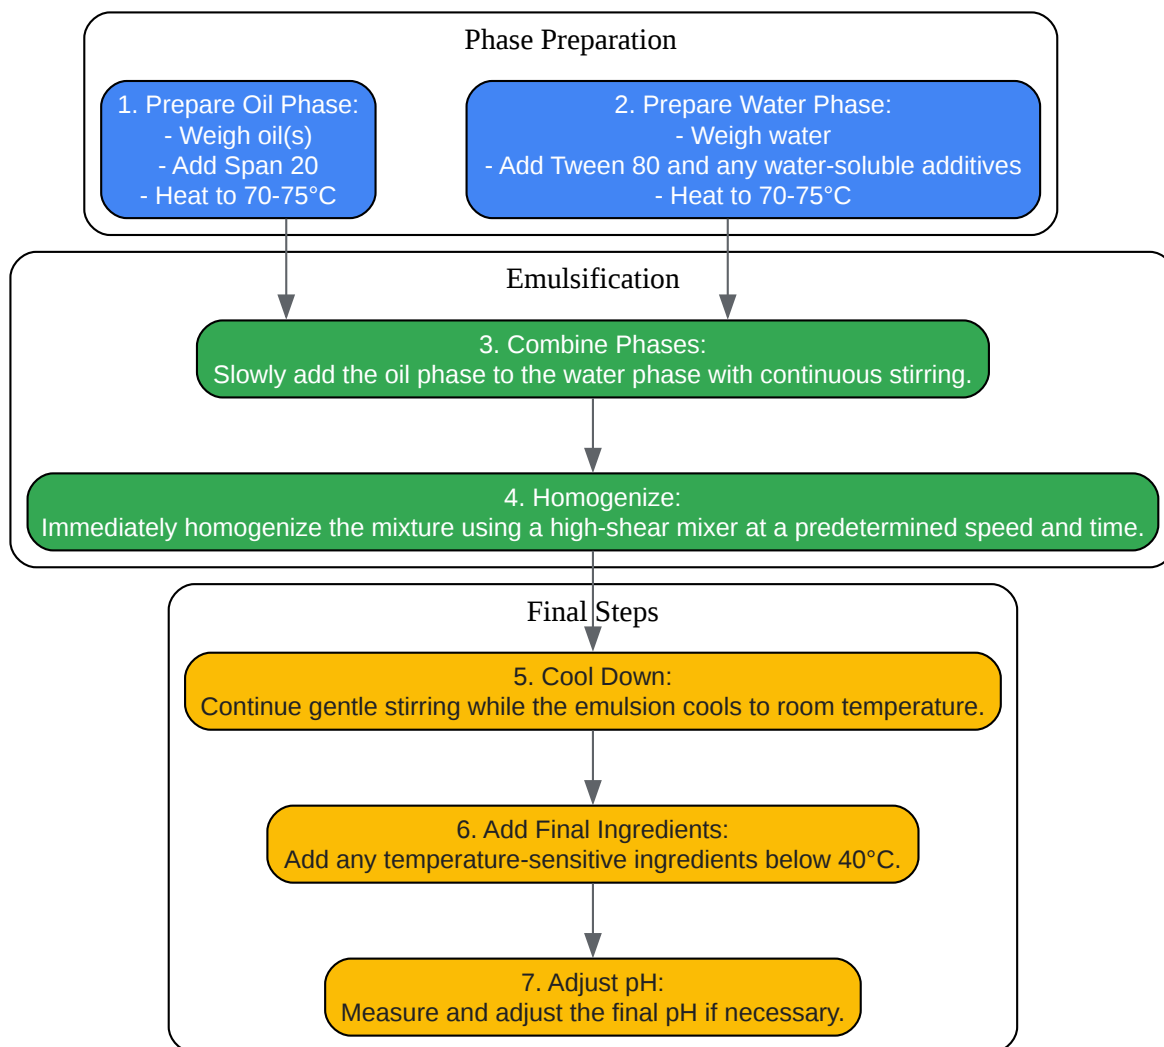 Phase Preparation
1. Prepare Oil Phase:
- Weigh oil(s)
- Add Span 20
- Heat to 70-75°C
2. Prepare Water Phase:
- Weigh water
- Add Tween 80 and any water-soluble additives
- Heat to 70-75°C
Emulsification
3. Combine Phases:
Slowly add the oil phase to the water phase with continuous stirring.
4. Homogenize:
Immediately homogenize the mixture using a high-shear mixer at a predetermined speed and time.
Final Steps
5. Cool Down:
Continue gentle stirring while the emulsion cools to room temperature.
6. Add Final Ingredients:
Add any temperature-sensitive ingredients below 40°C.
7. Adjust pH:
Measure and adjust the final pH if necessary.